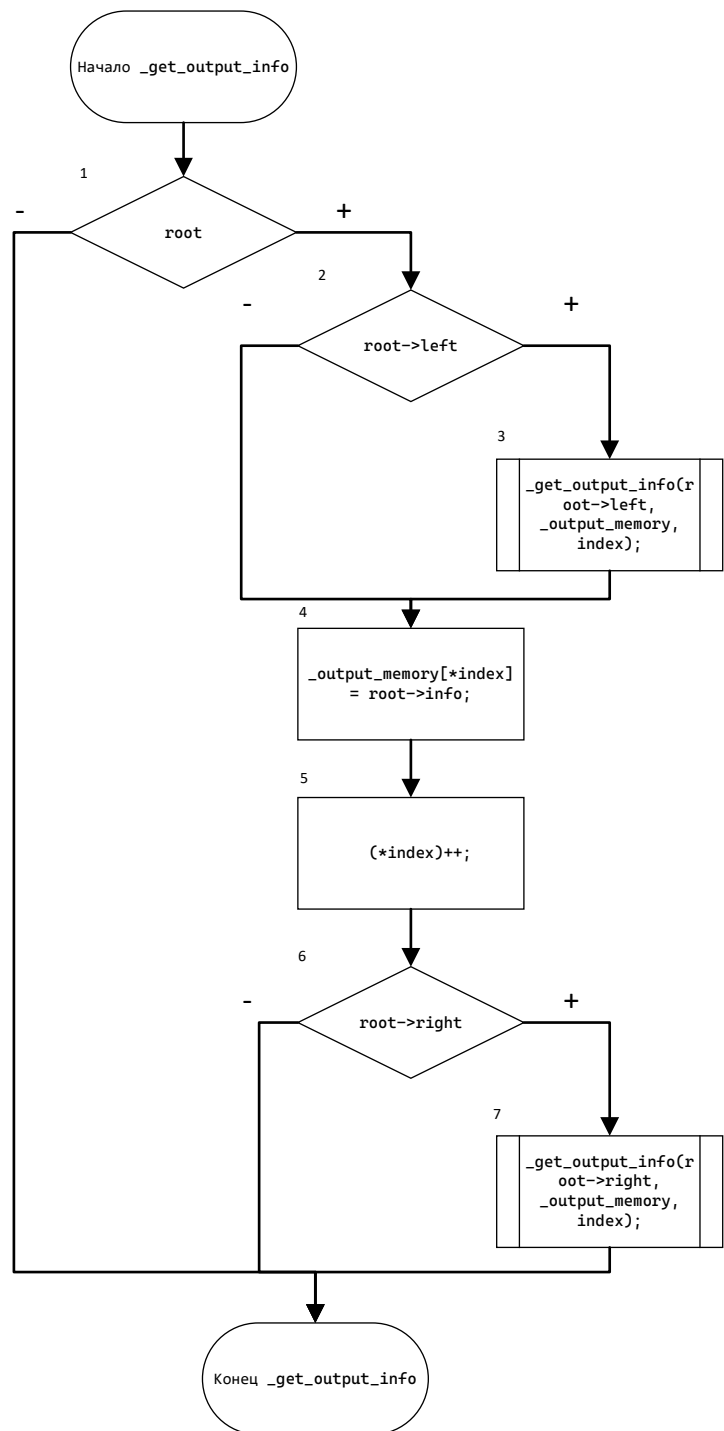 Начало _get_output_info
1
-
+
root
2
-
+
root->left
3
_get_output_info(r
oot->left,
_output_memory,
index);
4
_output_memory[*index]
= root->info;
5
(*index)++;
6
-
+
root->right
7
_get_output_info(r
oot->right,
_output_memory,
index);
Конец _get_output_info